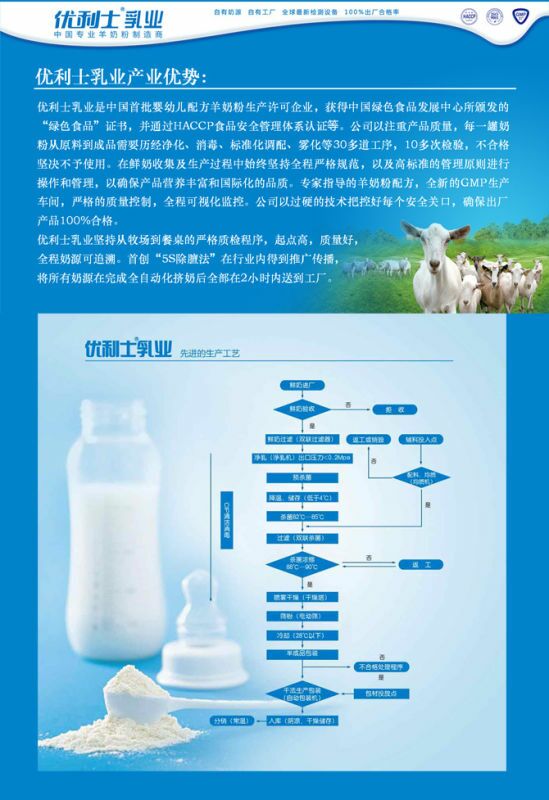 优利士®乳业
中国专业羊奶粉制造商
自有奶源 自有工厂 全球最新检测设备 100%出厂合格率
HACCP
GMP
优利士乳业产业优势：
优利士乳业是中国首批婴幼儿配方羊奶粉生产许可企业，获得中国绿色食品发展中心所颁发的
“绿色食品”证书，并通过HACCP食品安全管理体系认证等。公司以注重产品质量，每一罐奶
粉从原料到成品需要历经净化、消毒、标准化调配、雾化等30多道工序，10多次检验，不合格
坚决不予使用。在鲜奶收集及生产过程中始终坚持全程严格规范，以及高标准的管理原则进行
操作和管理，以确保产品营养丰富和国际化的品质。专家指导的羊奶粉配方，全新的GMP生产
车间，严格的质量控制，全程可视化监控。公司以过硬的技术把控好每个安全关口，确保出厂
产品100%合格。
优利士乳业坚持从牧场到餐桌的严格质检程序，起点高，质量好，
全程奶源可追溯。首创“5S除膻法”在行业内得到推广传播，
将所有奶源在完成全自动化挤奶后全部在2小时内送到工厂。
优利士®乳业 先进的生产工艺
鲜奶进厂
鲜奶验收
否
拒 收
是
鲜奶过滤（双联过滤器）
返工或销毁
辅料投入点
净乳（净乳机）出口压力<0.2Mpa
否
预杀菌
配料、均质
（均质机）
降温、储存（低于4℃）
是
杀菌82℃—85℃
过滤（双联杀菌）
杀菌浓缩
88℃—90℃
否
返 工
是
喷雾干燥（干燥塔）
筛粉（电动筛）
冷却（28℃以下）
半成品包装
否
不合格处理程序
是
干法生产包装
（自动包装机）
包材投放点
分销（常温）
入库（阴凉、干燥储存）